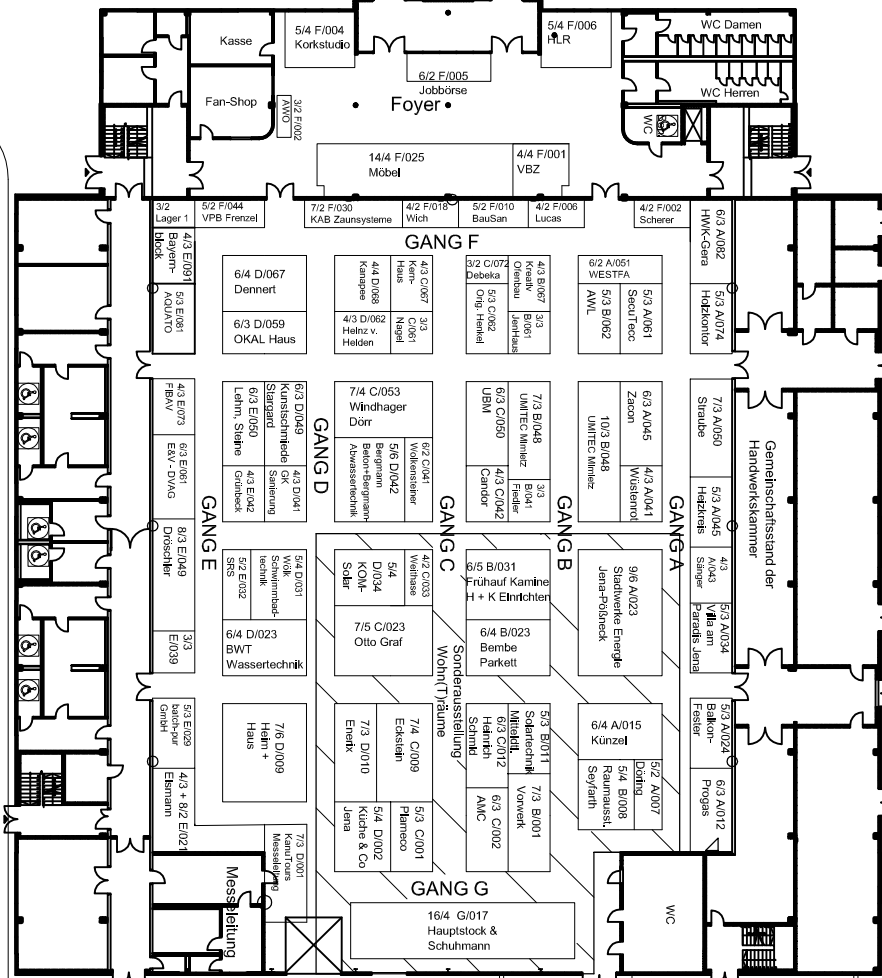 Kasse
5/4 F/004
Korkstudio
5/4 F/006
HLR
WC Damen
6/2 F/005
Jobbörse
WC Herren
Fan-Shop
3/2 F/002
AWO
Foyer
WC
14/4 F/025
Möbel
4/4 F/001
VBZ
3/2
Lager 1
5/2 F/044
VPB Frenzel
7/2 F/030
KAB Zaunsysteme
4/2 F/018
Wich
5/2 F/010
BauSan
4/2 F/006
Lucas
4/2 F/002
Scherer
GANG F
4/3 E/091
Bayern-
block
5/3 E/081
AQUATO
6/4 D/067
Dennert
6/3 D/059
OKAL Haus
4/4 D/068
Kanapee
4/3 C/067
Kern-
Haus
4/3 D/062
Heinz v.
Helden
3/3
C/061
Nagel
3/2 C/072
Debeka
4/3 B/067
Kreativ
Ofenbau
5/3 C/062
Orig. Henkel
3/3
B/061
JenHaus
6/2 A/051
WESTFA
5/3 B/062
AWL
5/3 A/061
SecuTecc
6/3 A/082
HWK-Gera
5/3 A/074
Holzkontor
4/3 E/073
FIBAV
6/3 E/061
E&V - DVAG
8/3 E/049
Dröschler
3/3
E/039
6/3 D/049
Kunstschmiede
Stargard
6/3 E/050
Lehm, Steine
4/3 D/041
GK
Sanierung
4/3 E/042
Grünbeck
GANG D
7/4 C/053
Windhager
Dörr
5/6 D/042
Bergmann
Beton+Bergmann-
Abwassertechnik
6/2 C/041
Wolkensteiner
6/3 C/050
UBM
7/3 B/048
UMITEC Mimietz
4/3 C/042
Candor
3/3
B/041
Fiedler
10/3 B/048
UMITEC Mimietz
6/3 A/045
Zacon
4/3 A/041
Wüstenrot
7/3 A/050
Straube
5/3 A/045
Heizkreis
4/3
A/043
Sänger
5/3 A/034
Villa am
Paradis Jena
Gemeinschaftsstand der
Handwerkskammer
GANG E
GANG C
GANG B
GANG A
5/4 D/031
Wölk
Schwimmbad-
technik
5/2 E/032
SRS
6/4 D/023
BWT
Wassertechnik
5/4
D/034
KOM-
Solar
4/2 C/033
Weithase
7/5 C/023
Otto Graf
6/5 B/031
Frühauf Kamine
H + K Einrichten
6/4 B/023
Bembe
Parkett
9/6 A/023
Stadtwerke Energie
Jena-Pößneck
Sonderausstellung
Wohn(T)räume
5/3 E/029
batch-pur
GmbH
4/3 + 8/2 E/021
Eismann
7/6 D/009
Heim +
Haus
7/3 D/010
Enerix
7/4 C/009
Eckstein
5/4 D/002
Küche & Co
Jena
5/3 C/001
Plameco
5/3 B/011
Solartechnik
Mitteldtl.
6/3 C/012
Heinrich
Schmid
7/3 B/001
Vorwerk
6/3 C/002
AMC
6/4 A/015
Künzel
5/2 A/007
Döring
5/4 B/008
Raumausst.
Seyfarth
5/3 A/024
Balkon-
Fester
6/3 A/012
Progas
7/3 D/001
KanuTours
Messeleitung
Messeleitung
GANG G
16/4 G/017
Hauptstock &
Schuhmann
WC